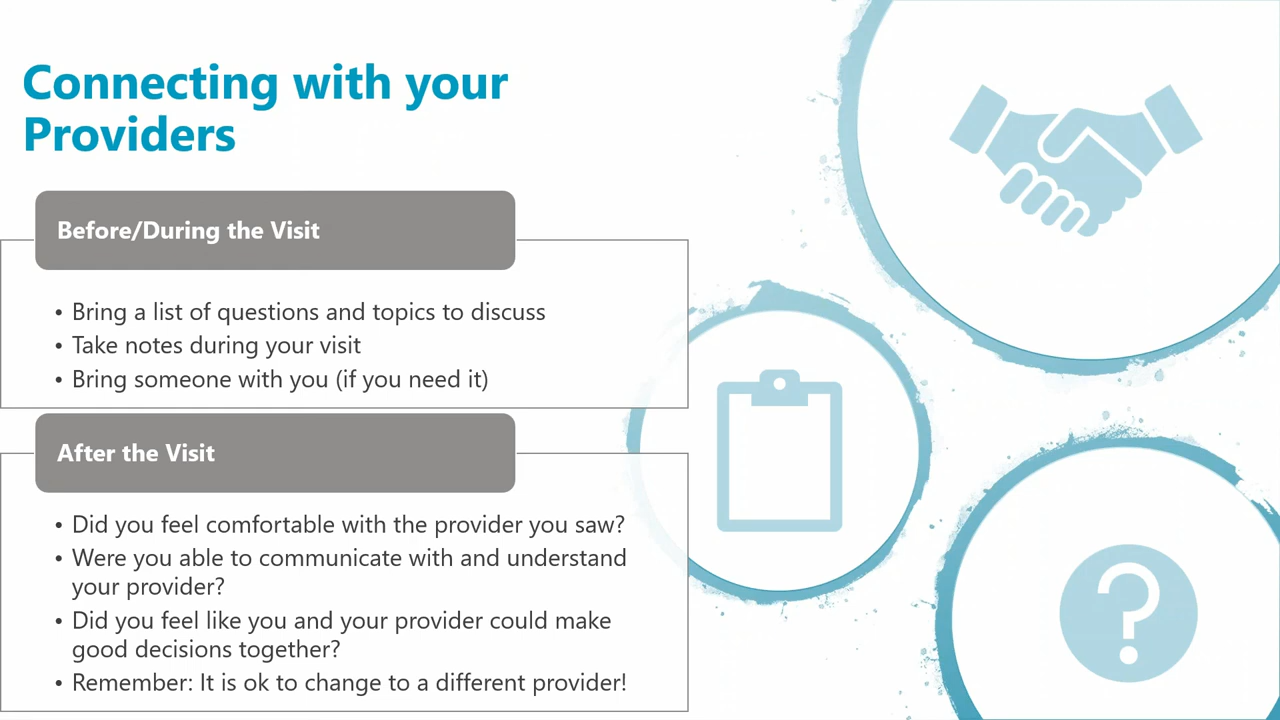 Connecting with your
Providers
Before/During the Visit
• Bring a list of questions and topics to discuss
• Take notes during your visit
• Bring someone with you (if you need it)
After the Visit
• Did you feel comfortable with the provider you saw?
• Were you able to communicate with and understand
your provider?
• Did you feel like you and your provider could make
good decisions together?
• Remember: It is ok to change to a different provider!
?